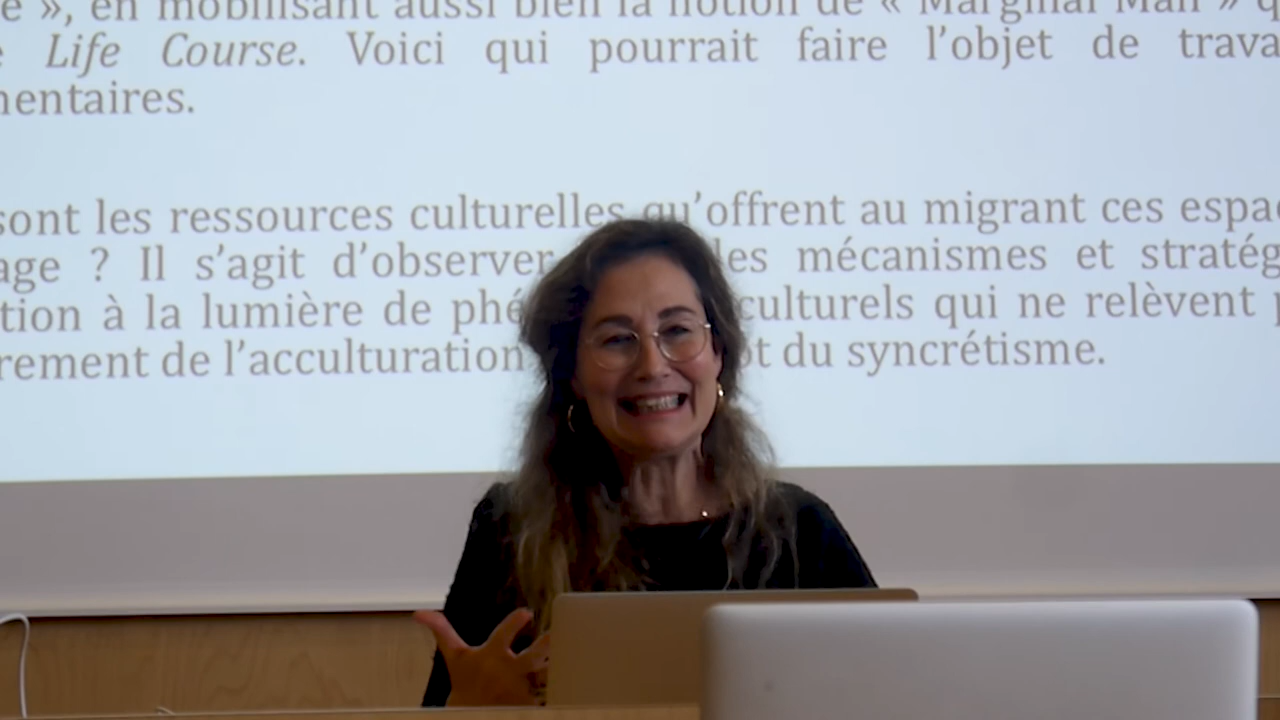 e », en mobilisant aussi bien la notion de « Marginal Man » q
e Life Course. Voici qui pourrait faire l’objet de trava
mentaires.
sont les ressources culturelles qu’offrent au migrant ces espac
age ? Il s’agit d’observer les mécanismes et stratég
tion à la lumière de phé culturels qui ne relèvent p
rement de l’acculturation ot du syncrétisme.